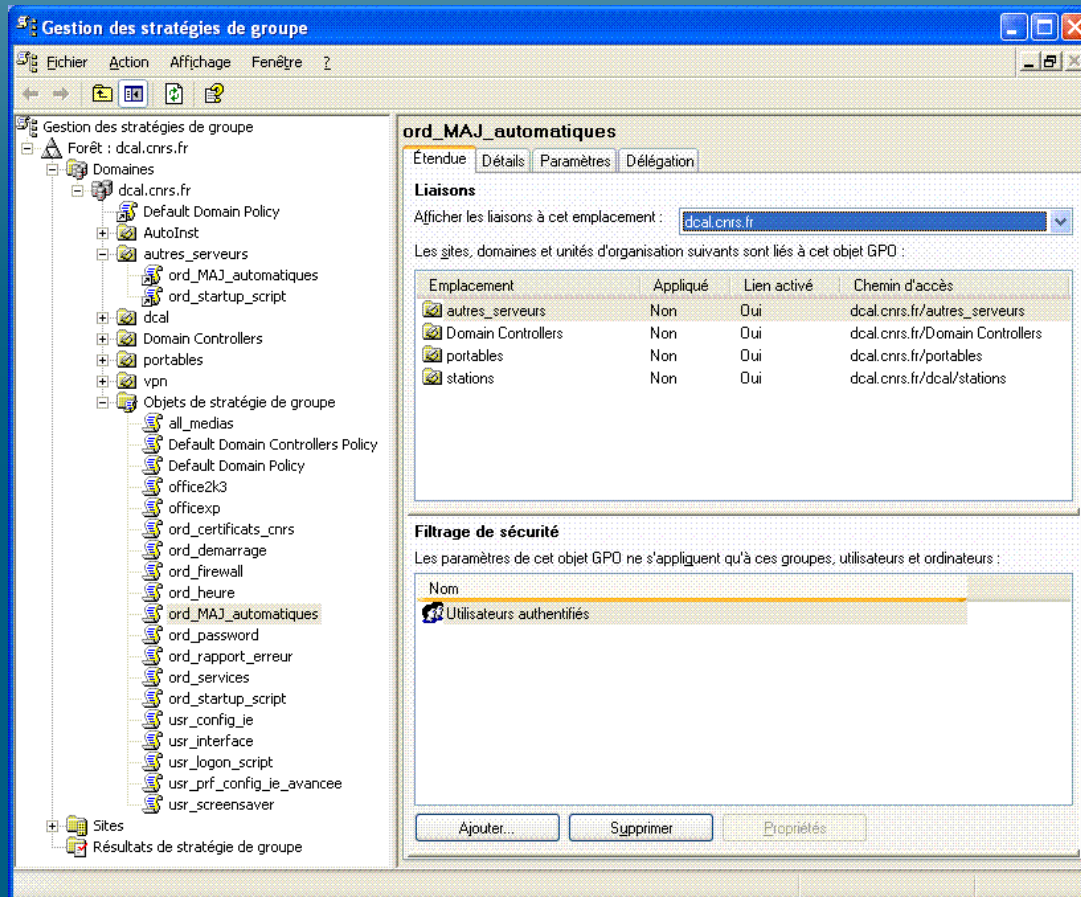 Gestion des stratégies de groupe
Fichier Action Affichage Fenêtre ?
Gestion des stratégies de groupe
Forêt : dcal.cnrs.fr
Domaines
dcal.cnrs.fr
Default Domain Policy
AutoInst
autres_serveurs
ord_MAJ_automatiques
ord_startup_script
dcal
Domain Controllers
portables
vpn
Objets de stratégie de groupe
all_medias
Default Domain Controllers Policy
Default Domain Policy
office2k3
officexp
ord_certificats_cnrs
ord_demarrage
ord_firewall
ord_heure
ord_MAJ_automatiques
ord_password
ord_rapport_erreur
ord_services
ord_startup_script
usr_config_ie
usr_interface
usr_logon_script
usr_prf_config_ie_avancee
usr_screensaver
Sites
Résultats de stratégie de groupe
ord_MAJ_automatiques
Étendue Détails Paramètres Délégation
Liaisons
Afficher les liaisons à cet emplacement : dcal.cnrs.fr
Les sites, domaines et unités d'organisation suivants sont liés à cet objet GPO :
Emplacement Appliqué Lien activé Chemin d'accès
autres_serveurs Non Oui dcal.cnrs.fr/autres_serveurs
Domain Controllers Non Oui dcal.cnrs.fr/Domain Controllers
portables Non Oui dcal.cnrs.fr/portables
stations Non Oui dcal.cnrs.fr/dcal/stations
Filtrage de sécurité
Les paramètres de cet objet GPO ne s'appliquent qu'à ces groupes, utilisateurs et ordinateurs :
Nom
Utilisateurs authentifiés
Ajouter... Supprimer Propriétés